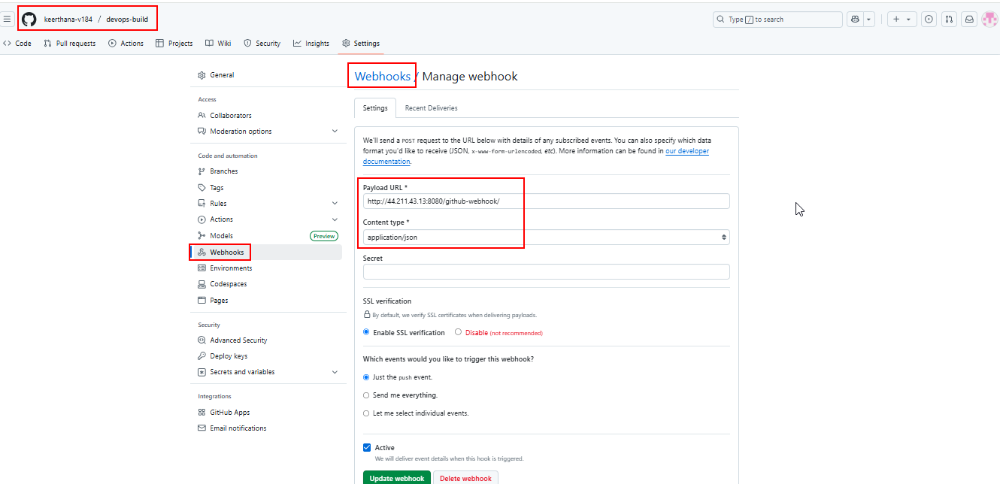 keerthana-v184 / devops-build
Type / to search
Code Pull requests Actions Projects Wiki Security Insights Settings
General
Access
Collaborators
Moderation options
Code and automation
Branches
Tags
Rules
Actions
Models Preview
Webhooks
Environments
Codespaces
Pages
Security
Advanced Security
Deploy keys
Secrets and variables
Integrations
GitHub Apps
Email notifications
Webhooks / Manage webhook
Settings Recent Deliveries
We'll send a POST request to the URL below with details of any subscribed events. You can also specify which data
format you'd like to receive (JSON, x-www-form-urlencoded, etc). More information can be found in our developer
documentation.
Payload URL *
http://44.211.43.13:8080/github-webhook/
Content type *
application/json
Secret
SSL verification
By default, we verify SSL certificates when delivering payloads.
Enable SSL verification Disable (not recommended)
Which events would you like to trigger this webhook?
Just the push event.
Send me everything.
Let me select individual events.
Active
We will deliver event details when this hook is triggered.
Update webhook Delete webhook